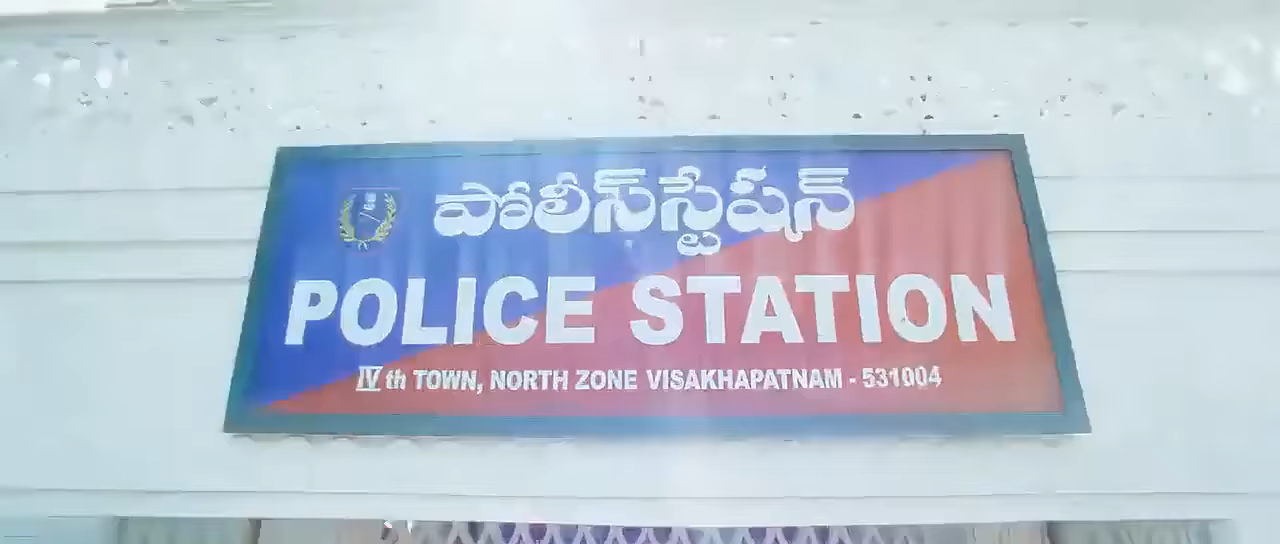 పోలీస్‌స్టేషన్
POLICE STATION
IV th TOWN, NORTH ZONE VISAKHAPATNAM - 531004